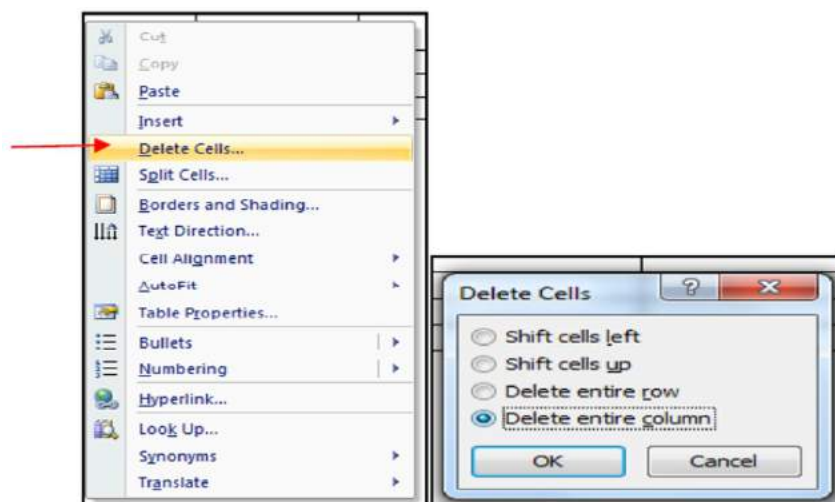 Cut
Copy
Paste
Insert
Delete Cells...
Split Cells...
Borders and Shading...
Text Direction...
Cell Alignment
AutoFit
Table Properties...
Bullets
Numbering
Hyperlink...
Look Up...
Synonyms
Translate
Delete Cells
Shift cells left
Shift cells up
Delete entire row
Delete entire column
OK
Cancel